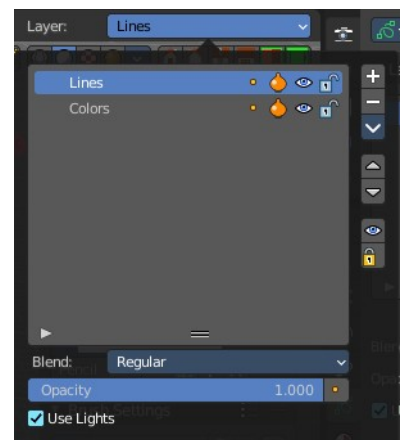 Layer: Lines
Lines
Colors
Blend: Regular
Opacity 1.000
Use Lights